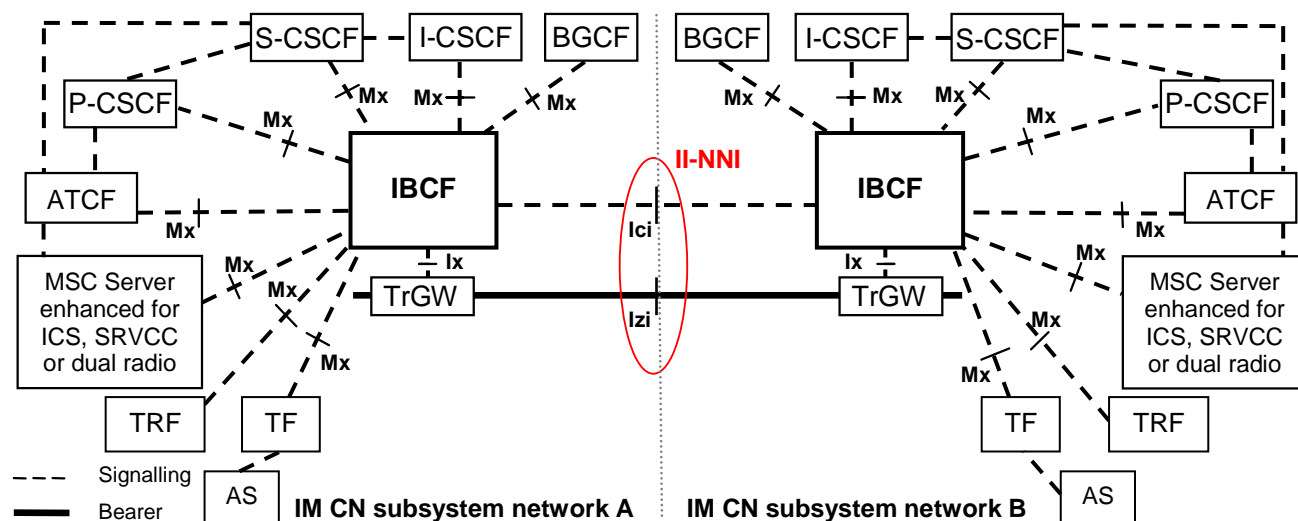 S-CSCF
I-CSCF
BGCF
BGCF
I-CSCF
S-CSCF
P-CSCF
Mx
Mx
Mx
Mx
Mx
Mx
P-CSCF
Mx
Mx
IBCF
II-NNI
IBCF
ATCF
Mx
Ici
Mx
ATCF
MSC Server
enhanced for
ICS, SRVCC
or dual radio
Mx
Mx
Ix
TrGW
Izi
Ix
TrGW
Mx
Mx
MSC Server
enhanced for
ICS, SRVCC
or dual radio
Mx
Mx
TRF
TF
TF
TRF
Signalling
AS
AS
Bearer
IM CN subsystem network A
IM CN subsystem network B